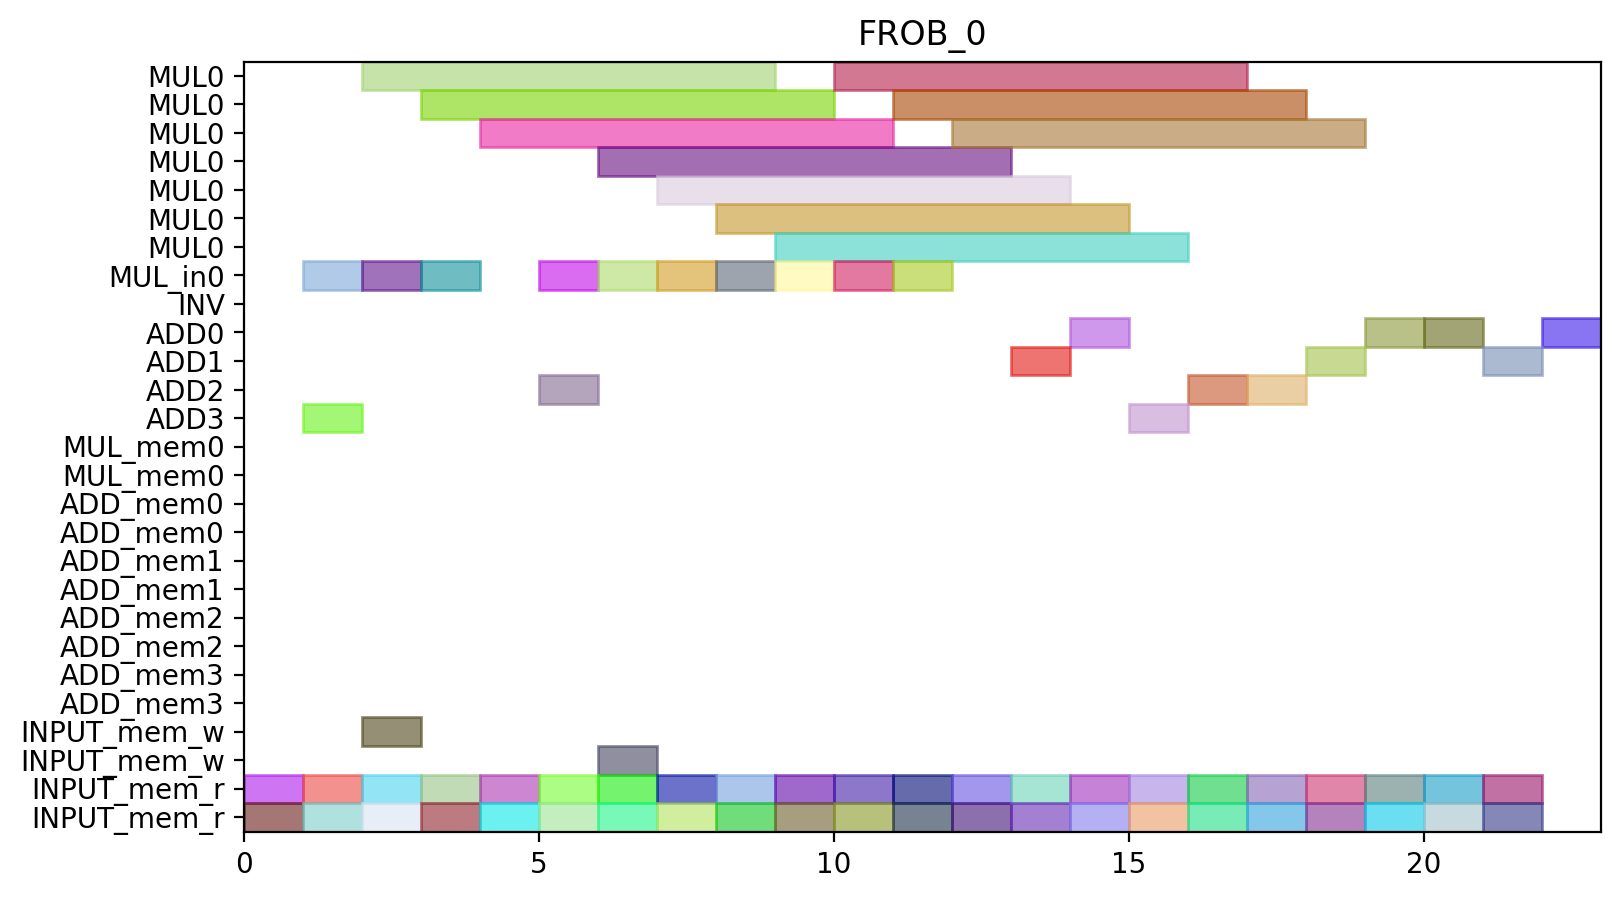 FROB_0
MUL0
MUL0
MUL0
MUL0
MUL0
MUL0
MUL0
MUL_in0
INV
ADD0
ADD1
ADD2
ADD3
MUL_mem0
MUL_mem0
ADD_mem0
ADD_mem0
ADD_mem1
ADD_mem1
ADD_mem2
ADD_mem2
ADD_mem3
ADD_mem3
INPUT_mem_w
INPUT_mem_w
INPUT_mem_r
INPUT_mem_r
0 5 10 15 20